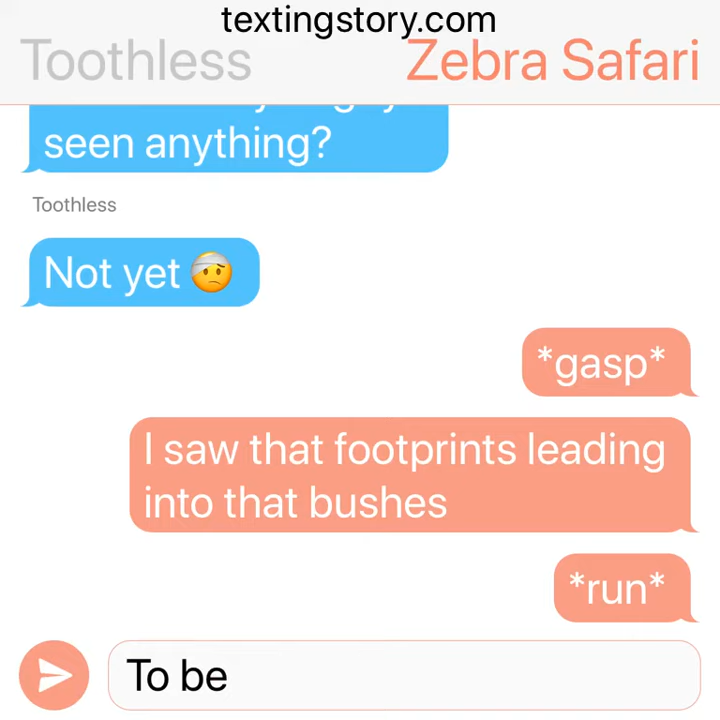 textingstory.com
Toothless
Zebra Safari
seen anything?
Toothless
Not yet 🤕
*gasp*
I saw that footprints leading
into that bushes
*run*
To be